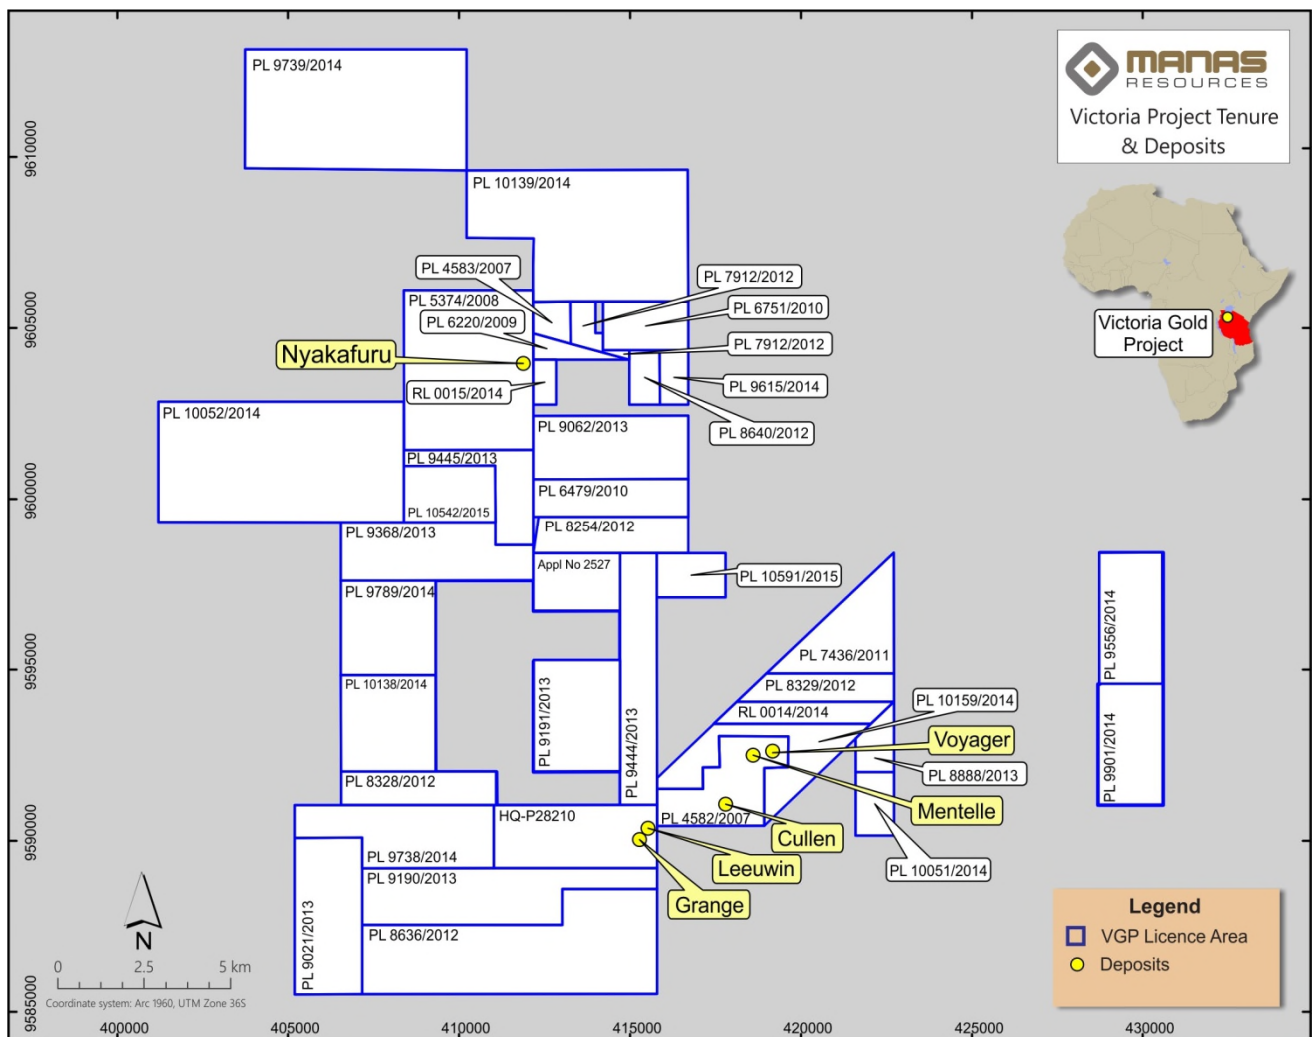 MANAS
RESOURCES
Victoria Project Tenure
& Deposits
PL 9739/2014
PL 10139/2014
PL 4583/2007
PL 7912/2012
PL 5374/2008
PL 6751/2010
PL 6220/2009
PL 7912/2012
Nyakafuru
RL 0015/2014
PL 9615/2014
PL 8640/2012
Victoria Gold
Project
PL 10052/2014
PL 9062/2013
PL 9445/2013
PL 6479/2010
PL 10542/2015
PL 9368/2013
PL 8254/2012
Appl No 2527
PL 10591/2015
PL 9789/2014
PL 7436/2011
PL 9556/2014
PL 10138/2014
PL 8329/2012
PL 9191/2013
PL 9444/2013
RL 0014/2014
PL 10159/2014
Voyager
PL 8328/2012
PL 8888/2013
PL 9901/2014
Mentelle
HQ-P28210
PL 4582/2007
Cullen
PL 9738/2014
Leeuwin
PL 10051/2014
PL 9190/2013
Grange
PL 9021/2013
PL 8636/2012
Legend
VGP Licence Area
Deposits
N
0 2.5 5 km
Coordinate system: Arc 1960, UTM Zone 36S
9610000
9605000
9600000
9595000
9590000
9585000
400000 405000 410000 415000 420000 425000 430000